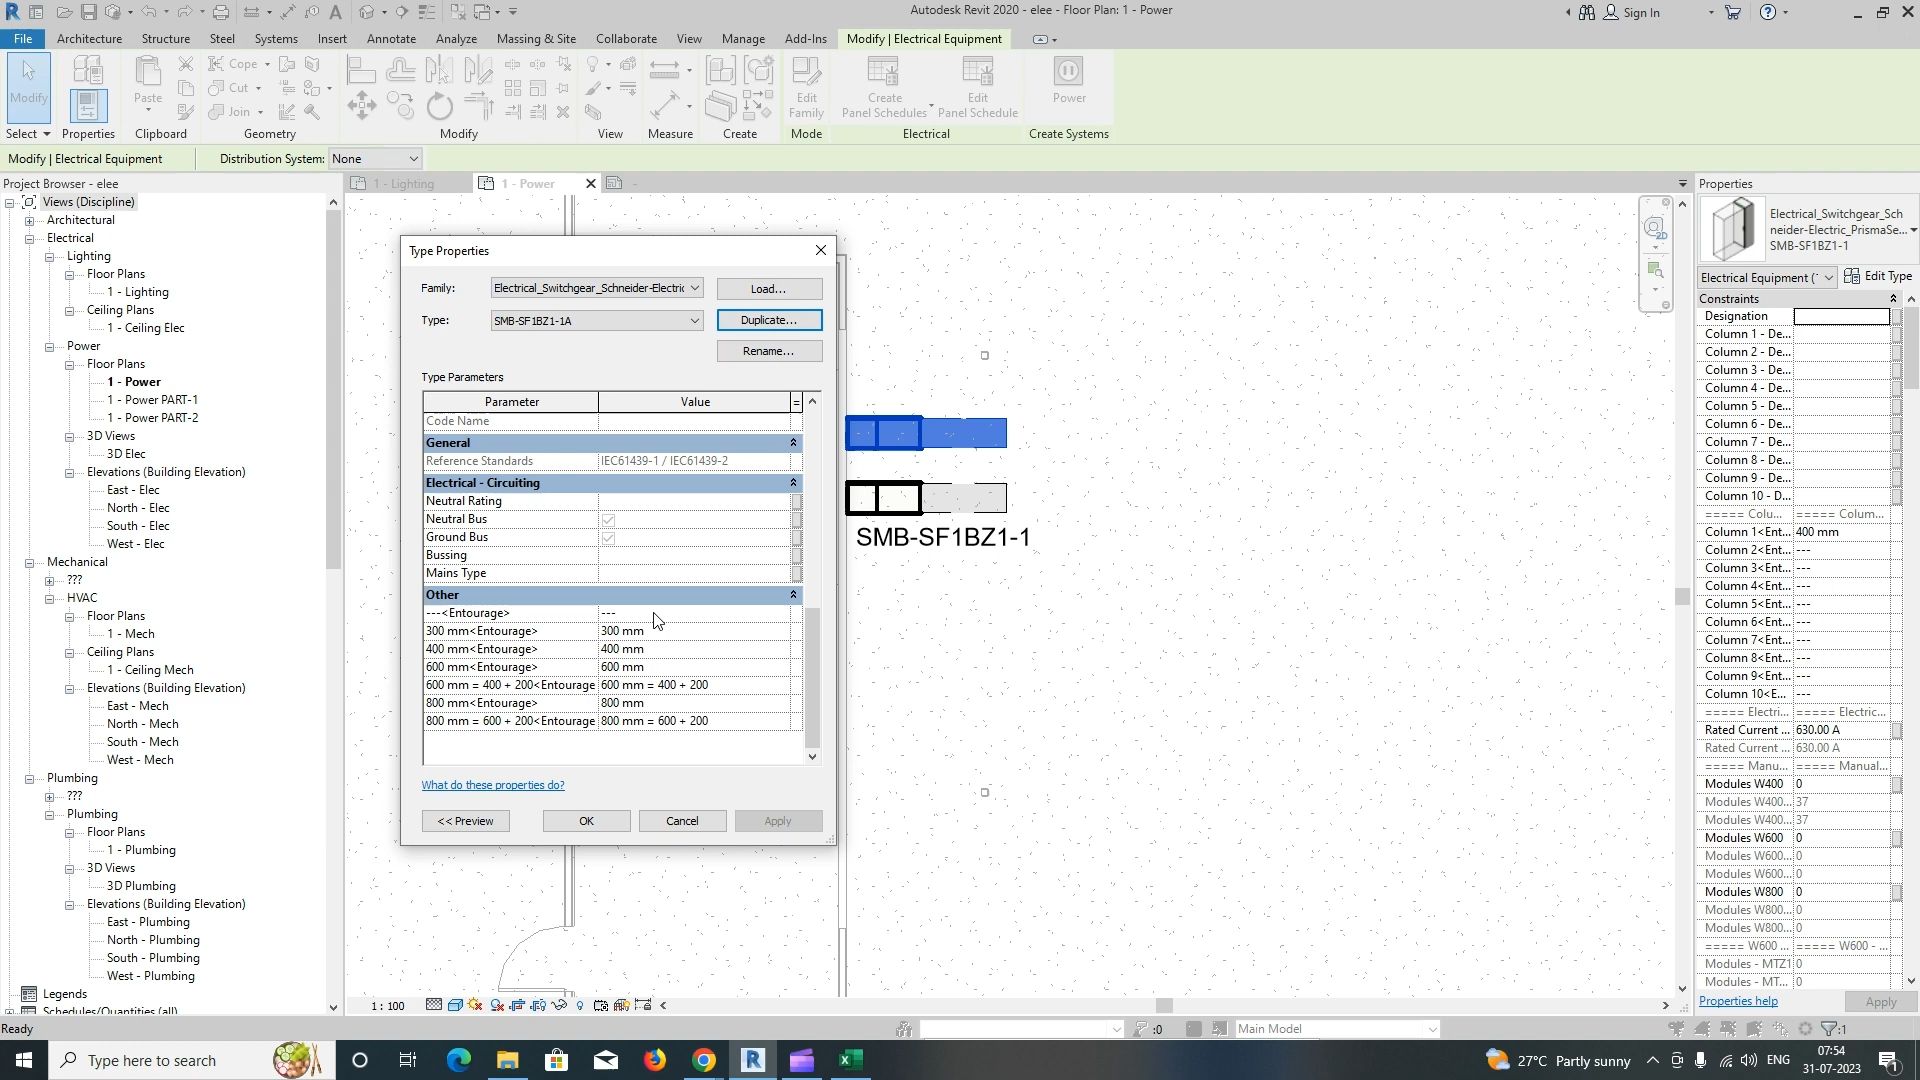 Autodesk Revit 2020 - elee - Floor Plan: 1 - Power
Sign In
File Architecture Structure Steel Systems Insert Annotate Analyze Massing & Site Collaborate View Manage Add-Ins Modify | Electrical Equipment
Modify
Paste
Cope
Cut
Join
Edit Family
Create Panel Schedules
Edit Panel Schedule
Power
Select Properties Clipboard Geometry Modify View Measure Create Mode Electrical Create Systems
Modify | Electrical Equipment Distribution System: None
Project Browser - elee
Views (Discipline)
Architectural
Electrical
Lighting
Floor Plans
1 - Lighting
Ceiling Plans
1 - Ceiling Elec
Power
Floor Plans
1 - Power
1 - Power PART-1
1 - Power PART-2
3D Views
3D Elec
Elevations (Building Elevation)
East - Elec
North - Elec
South - Elec
West - Elec
Mechanical
???
HVAC
Floor Plans
1 - Mech
Ceiling Plans
1 - Ceiling Mech
Elevations (Building Elevation)
East - Mech
North - Mech
South - Mech
West - Mech
Plumbing
???
Plumbing
Floor Plans
1 - Plumbing
3D Views
3D Plumbing
Elevations (Building Elevation)
East - Plumbing
North - Plumbing
South - Plumbing
West - Plumbing
Legends
Schedules/Quantities (all)
1 - Lighting
1 - Power
-
Type Properties
Family: Electrical_Switchgear_Schneider-Electric
Load...
Type: SMB-SF1BZ1-1A
Duplicate...
Rename...
Type Parameters
Parameter Value =
Code Name
General
Reference Standards IEC61439-1 / IEC61439-2
Electrical - Circuiting
Neutral Rating
Neutral Bus
Ground Bus
Bussing
Mains Type
Other
---<Entourage> ---
300 mm<Entourage> 300 mm
400 mm<Entourage> 400 mm
600 mm<Entourage> 600 mm
600 mm = 400 + 200<Entourage 600 mm = 400 + 200
800 mm<Entourage> 800 mm
800 mm = 600 + 200<Entourage 800 mm = 600 + 200
What do these properties do?
<< Preview OK Cancel Apply
SMB-SF1BZ1-1
2D
Properties
Electrical_Switchgear_Sch
neider-Electric_PrismaSe...
SMB-SF1BZ1-1
Electrical Equipment (' Edit Type
Constraints
Designation
Column 1 - De...
Column 2 - De...
Column 3 - De...
Column 4 - De...
Column 5 - De...
Column 6 - De...
Column 7 - De...
Column 8 - De...
Column 9 - De...
Column 10 - D...
===== Colu... ===== Colum...
Column 1<Ent... 400 mm
Column 2<Ent... ---
Column 3<Ent... ---
Column 4<Ent... ---
Column 5<Ent... ---
Column 6<Ent... ---
Column 7<Ent... ---
Column 8<Ent... ---
Column 9<Ent... ---
Column 10<E... ---
===== Electri... ===== Electric...
Rated Current ... 630.00 A
Rated Current ... 630.00 A
===== Manu... ===== Manual...
Modules W400 0
Modules W400... 37
Modules W400... 37
Modules W600 0
Modules W600... 0
Modules W600... 0
Modules W800 0
Modules W800... 0
Modules W800... 0
===== W600 ... ===== W600 - ...
Modules - MTZ1 0
Modules - MT... 0
Properties help Apply
1 : 100
Ready
:0
Main Model
:1
Type here to search
27°C Partly sunny
ENG
07:54
31-07-2023
1